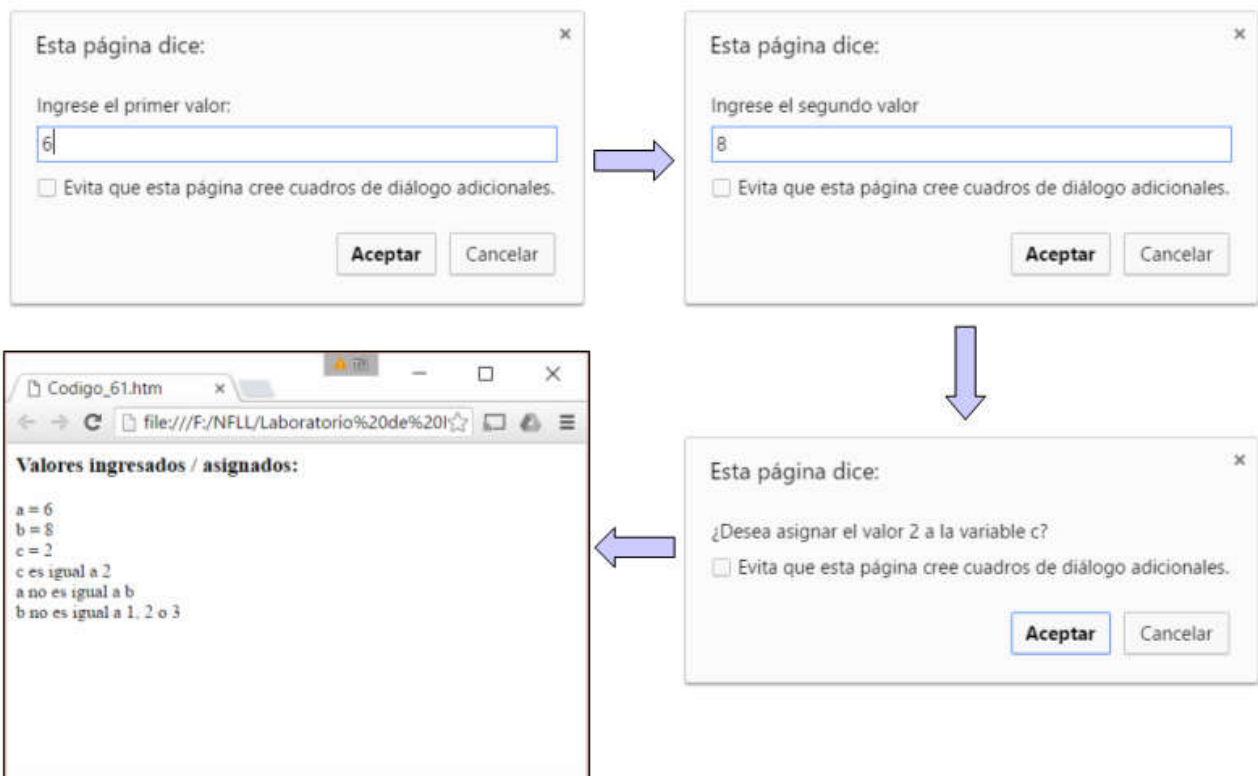 Esta página dice:
Ingrese el primer valor:
6
Evita que esta página cree cuadros de diálogo adicionales.
Aceptar Cancelar
Esta página dice:
Ingrese el segundo valor
8
Evita que esta página cree cuadros de diálogo adicionales.
Aceptar Cancelar
Esta página dice:
¿Desea asignar el valor 2 a la variable c?
Evita que esta página cree cuadros de diálogo adicionales.
Aceptar Cancelar
Codigo_61.htm
file:///F:/NFLL/Laboratorio%20de%20
Valores ingresados / asignados:
a = 6
b = 8
c = 2
c es igual a 2
a no es igual a b
b no es igual a 1, 2 o 3